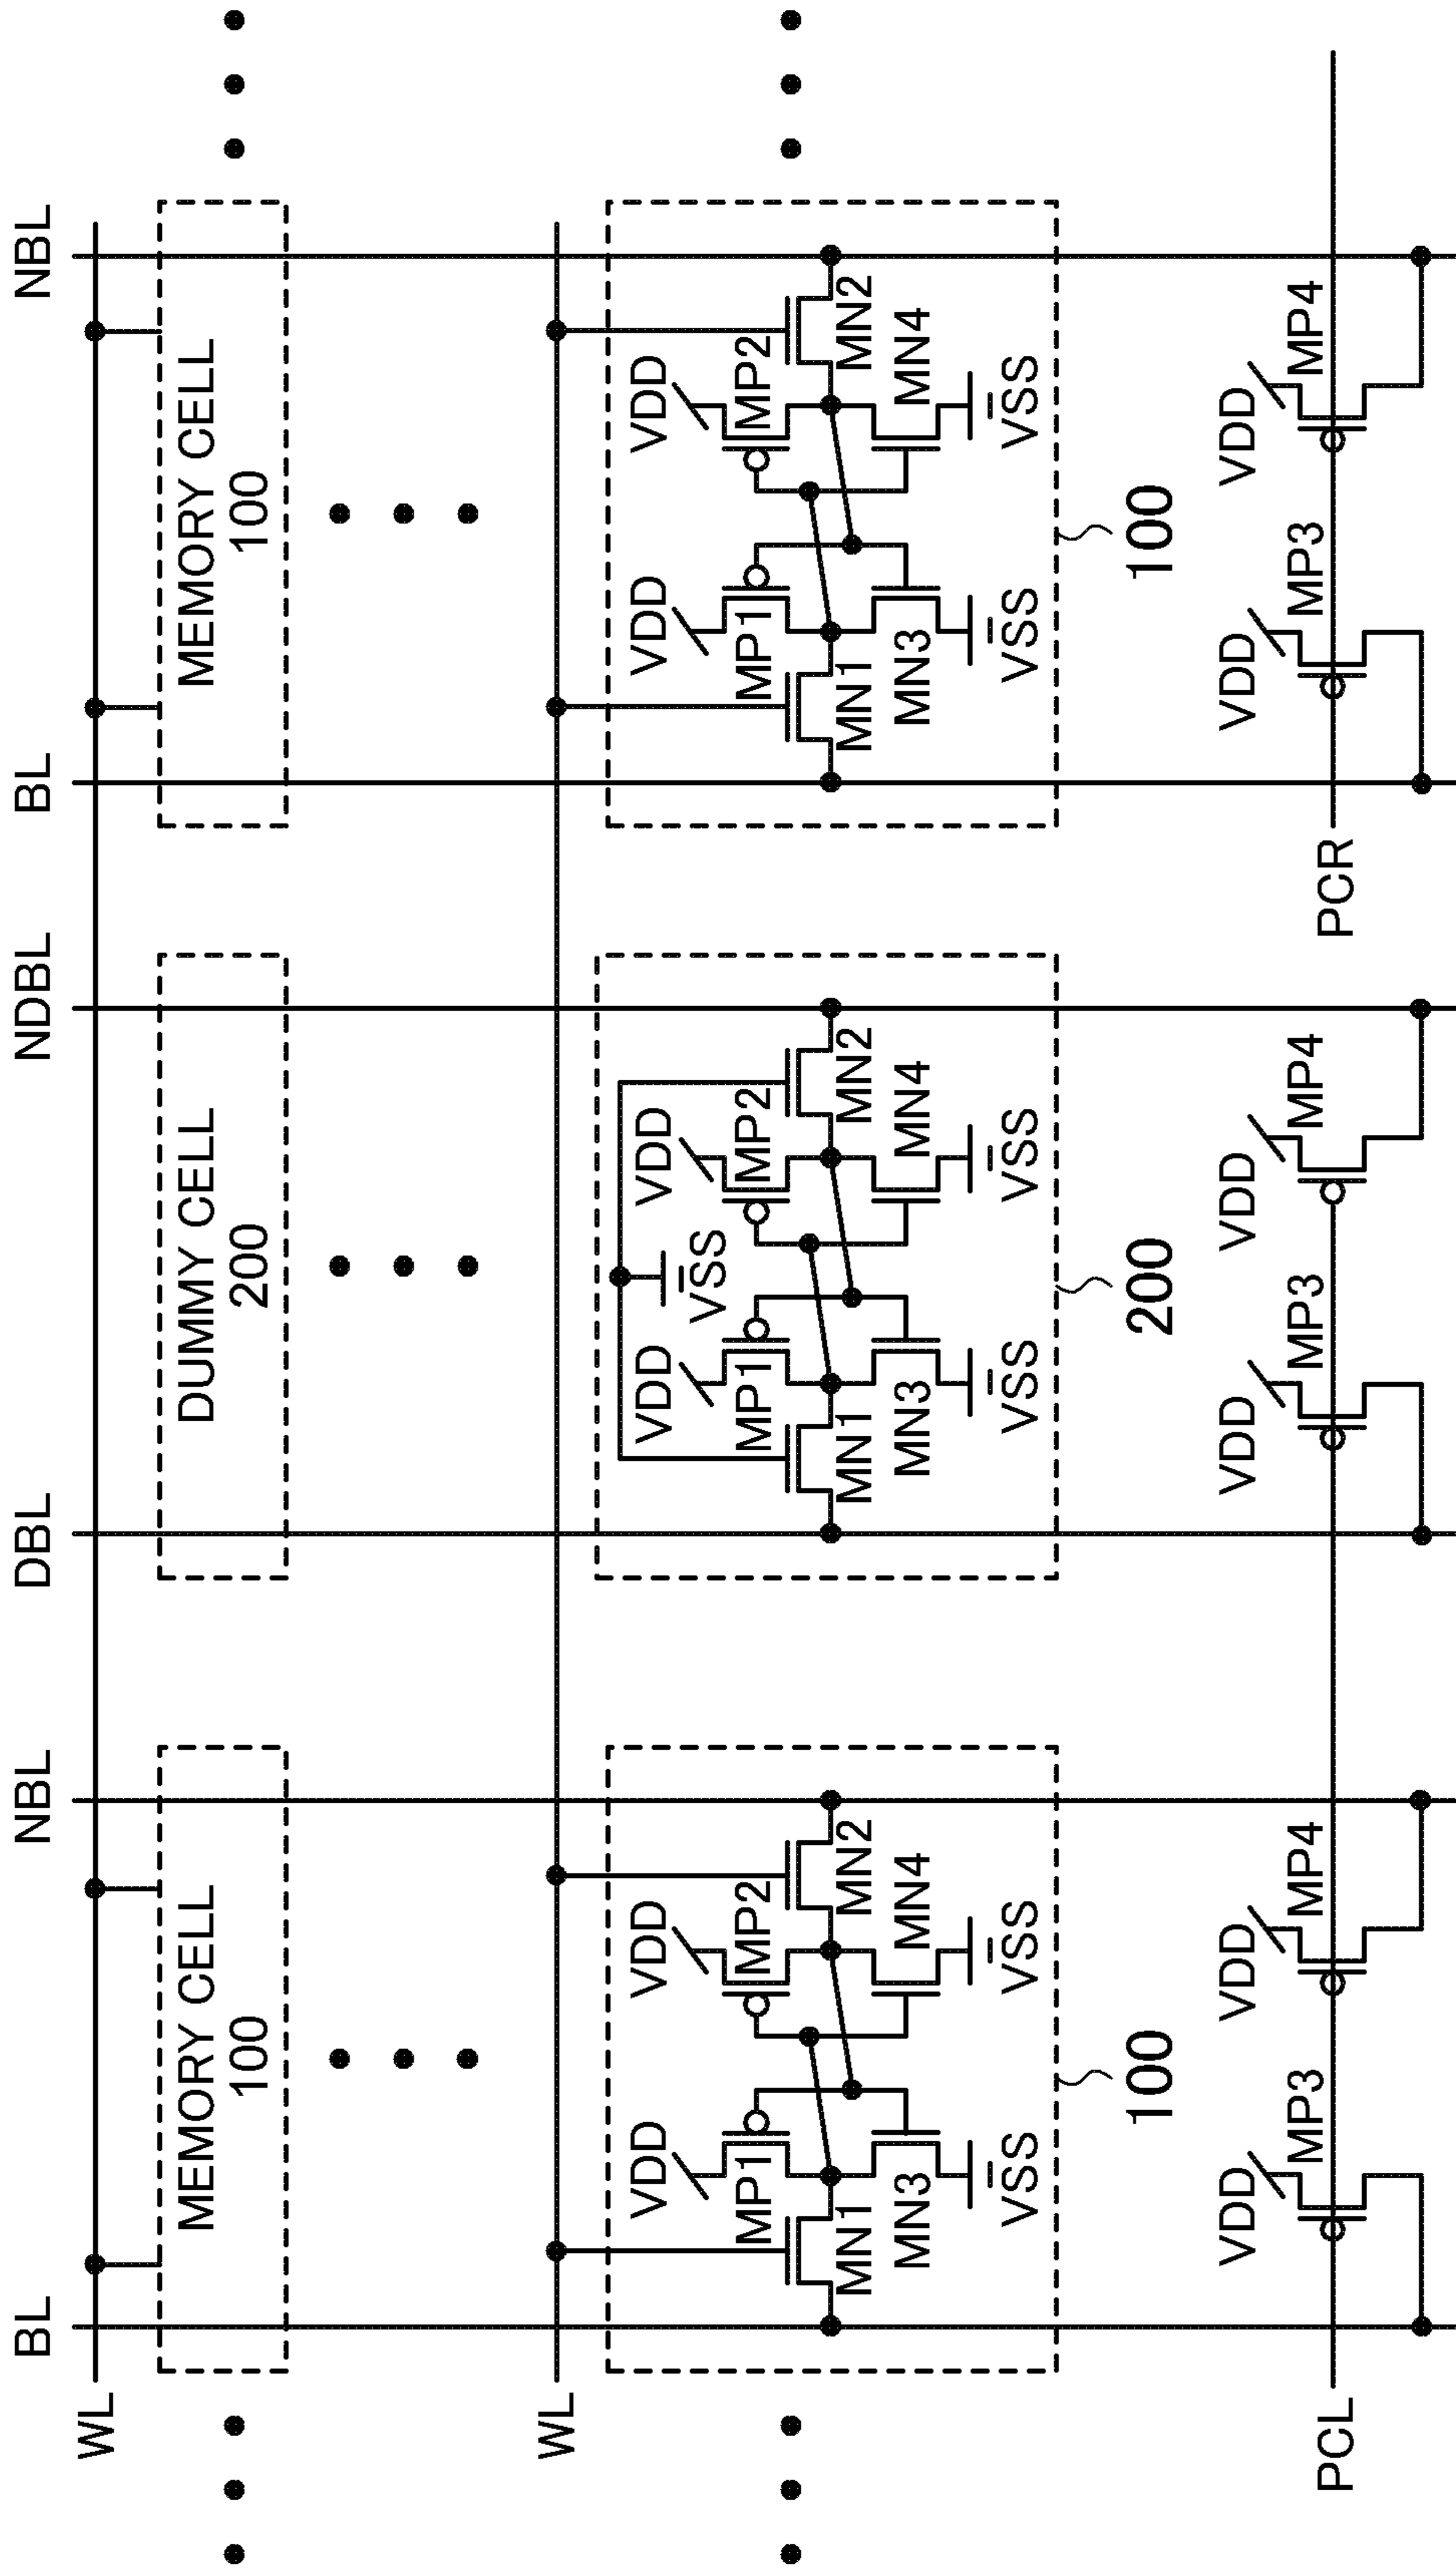 BL NBL DBL NDBL BL NBL
WL
MEMORY CELL
100
DUMMY CELL
200
MEMORY CELL
100
WL
VDD VDD VDD VDD VDD VDD
VSS
MP1 MP2 MP1 MP2 MP1 MP2
MN1 MN2 MN1 MN2 MN1 MN2
MN3 MN4 MN3 MN4 MN3 MN4
VSS VSS VSS VSS VSS VSS
100 200 100
VDD VDD VDD VDD VDD VDD
MP3 MP4 MP3 MP4 MP3 MP4
PCL PCR